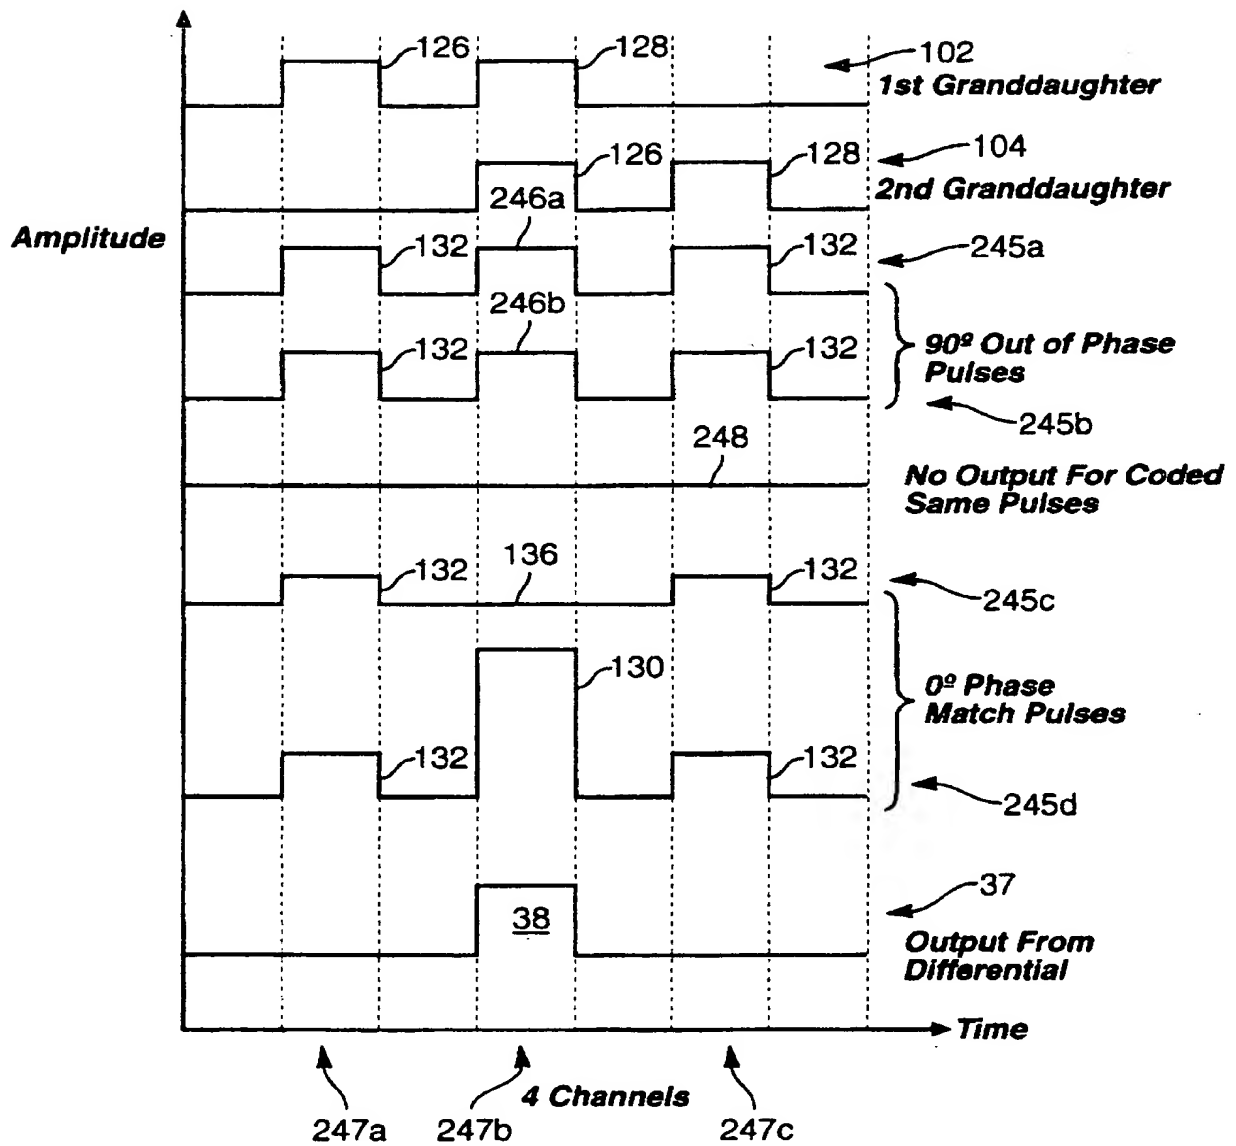 126
128
102
1st Granddaughter
126
128
104
2nd Granddaughter
Amplitude
246a
132
132
132
245a
246b
132
132
90º Out of Phase
Pulses
245b
248
No Output For Coded
Same Pulses
132
136
132
245c
130
0º Phase
Match Pulses
132
132
245d
38
37
Output From
Differential
Time
4 Channels
247a
247b
247c